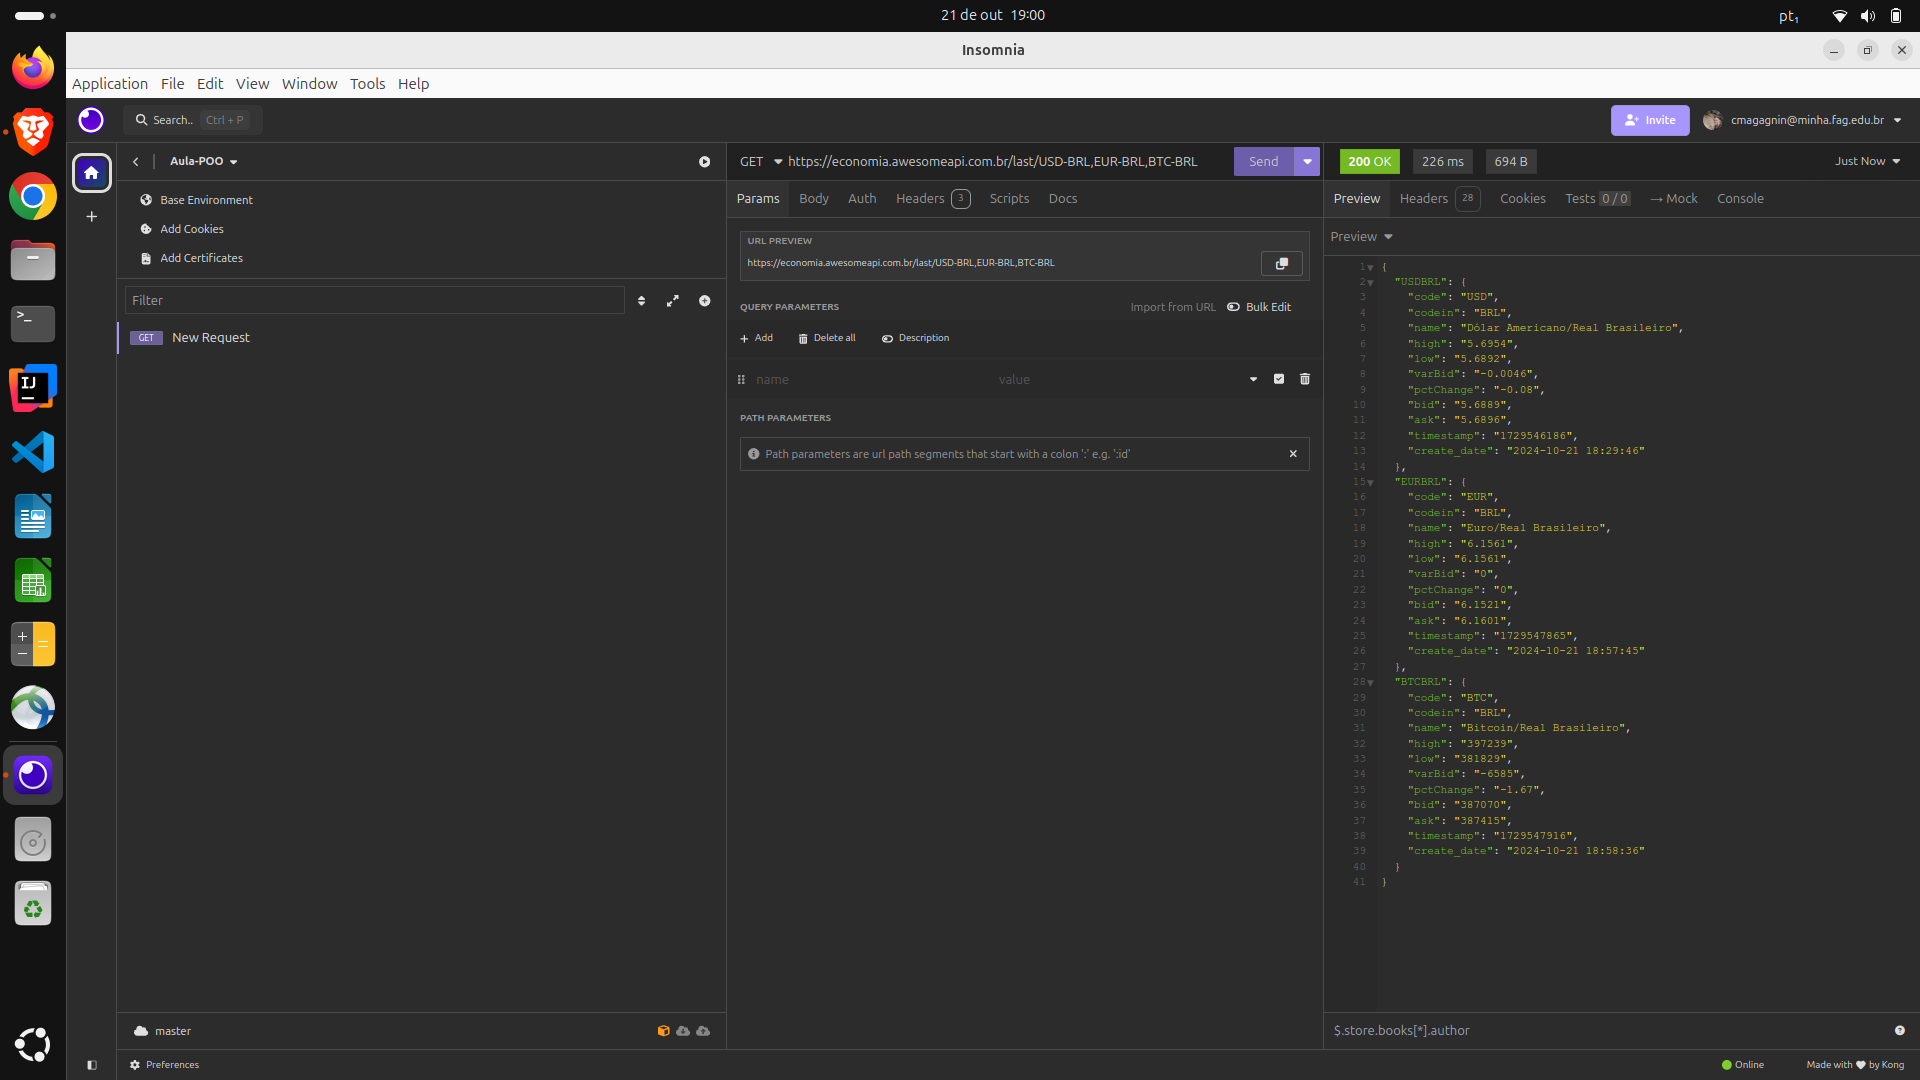 21 de out 19:00
pt₁
Insomnia
Application File Edit View Window Tools Help
Search.. Ctrl + P
Invite
cmagagnin@minha.fag.edu.br
Aula-POO
GET https://economia.awesomeapi.com.br/last/USD-BRL,EUR-BRL,BTC-BRL Send
200 OK 226 ms 694 B Just Now
Base Environment
Add Cookies
Add Certificates
Filter
GET New Request
Params Body Auth Headers 3 Scripts Docs
URL PREVIEW
https://economia.awesomeapi.com.br/last/USD-BRL,EUR-BRL,BTC-BRL
QUERY PARAMETERS Import from URL Bulk Edit
+ Add Delete all Description
name value
PATH PARAMETERS
Path parameters are url path segments that start with a colon ':' e.g. ':id'
Preview Headers 28 Cookies Tests 0 / 0 → Mock Console
Preview
1 {
2 "USDBRL": {
3 "code": "USD",
4 "codein": "BRL",
5 "name": "Dólar Americano/Real Brasileiro",
6 "high": "5.6954",
7 "low": "5.6892",
8 "varBid": "-0.0046",
9 "pctChange": "-0.08",
10 "bid": "5.6889",
11 "ask": "5.6896",
12 "timestamp": "1729546186",
13 "create_date": "2024-10-21 18:29:46"
14 },
15 "EURBRL": {
16 "code": "EUR",
17 "codein": "BRL",
18 "name": "Euro/Real Brasileiro",
19 "high": "6.1561",
20 "low": "6.1561",
21 "varBid": "0",
22 "pctChange": "0",
23 "bid": "6.1521",
24 "ask": "6.1601",
25 "timestamp": "1729547865",
26 "create_date": "2024-10-21 18:57:45"
27 },
28 "BTCBRL": {
29 "code": "BTC",
30 "codein": "BRL",
31 "name": "Bitcoin/Real Brasileiro",
32 "high": "397239",
33 "low": "381829",
34 "varBid": "-6585",
35 "pctChange": "-1.67",
36 "bid": "387070",
37 "ask": "387415",
38 "timestamp": "1729547916",
39 "create_date": "2024-10-21 18:58:36"
40 }
41 }
master
$.store.books[*].author
Preferences
Online
Made with ♥ by Kong